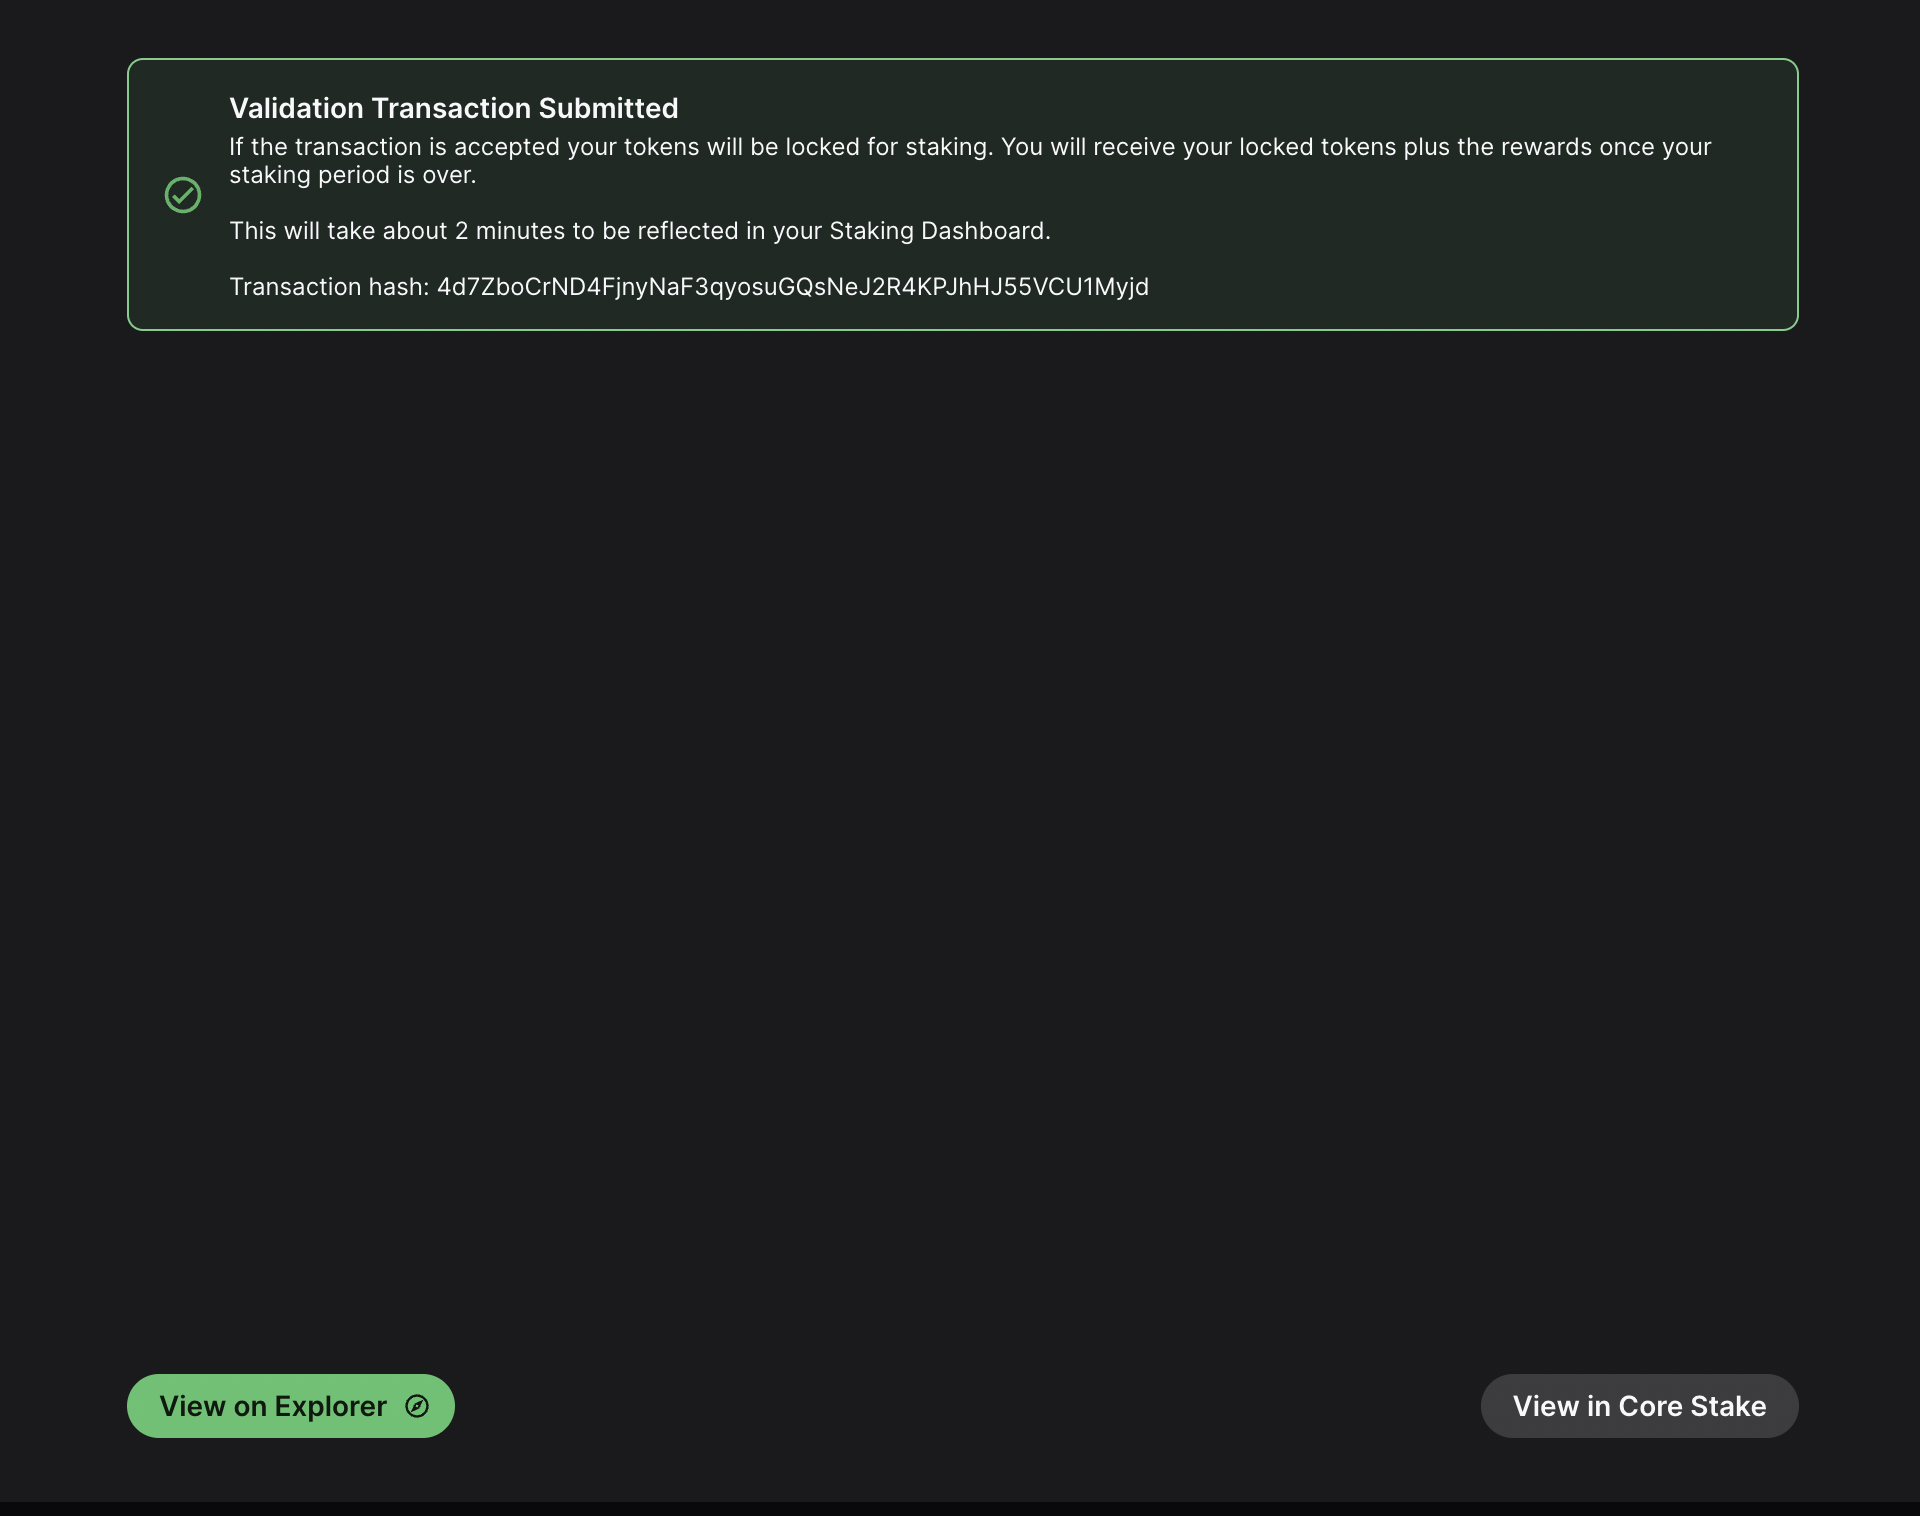 Validation Transaction Submitted
If the transaction is accepted your tokens will be locked for staking. You will receive your locked tokens plus the rewards once your
staking period is over.
This will take about 2 minutes to be reflected in your Staking Dashboard.
Transaction hash: 4d7ZboCrND4FjnyNaF3qyosuGQsNeJ2R4KPJhHJ55VCU1Myjd
View on Explorer
View in Core Stake